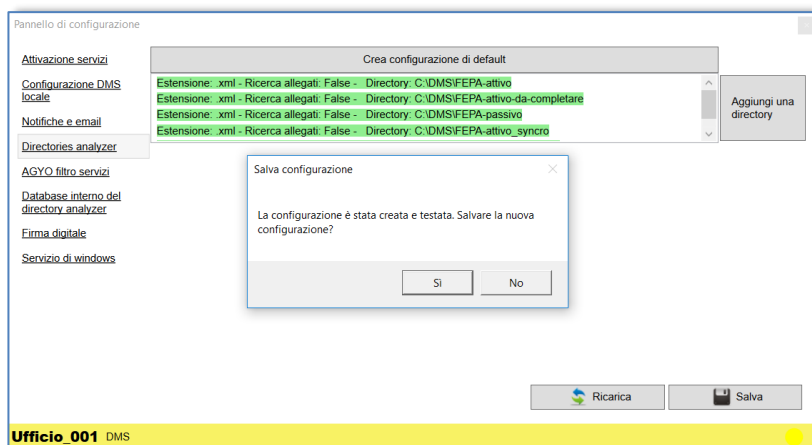 Pannello di configurazione
Attivazione servizi
Configurazione DMS
locale
Notifiche e email
Directories analyzer
AGYO filtro servizi
Database interno del
directory analyzer
Firma digitale
Servizio di windows
Crea configurazione di default
Estensione: .xml - Ricerca allegati: False - Directory: C:\DMS\FEPA-attivo
Estensione: .xml - Ricerca allegati: False - Directory: C:\DMS\FEPA-attivo-da-completare
Estensione: .xml - Ricerca allegati: False - Directory: C:\DMS\FEPA-passivo
Estensione: .xml - Ricerca allegati: False - Directory: C:\DMS\FEPA-attivo_syncro
Aggiungi una
directory
Salva configurazione
La configurazione è stata creata e testata. Salvare la nuova
configurazione?
Sì
No
Ricarica
Salva
Ufficio_001 DMS